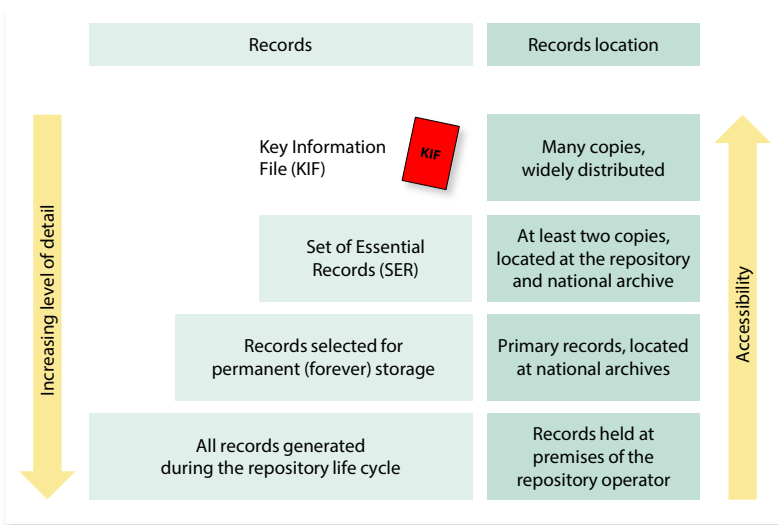 Records
Records location
Increasing level of detail
Key Information
File (KIF)
KIF
Many copies,
widely distributed
Set of Essential
Records (SER)
At least two copies,
located at the repository
and national archive
Records selected for
permanent (forever) storage
Primary records, located
at national archives
All records generated
during the repository life cycle
Records held at
premises of the
repository operator
Accessibility